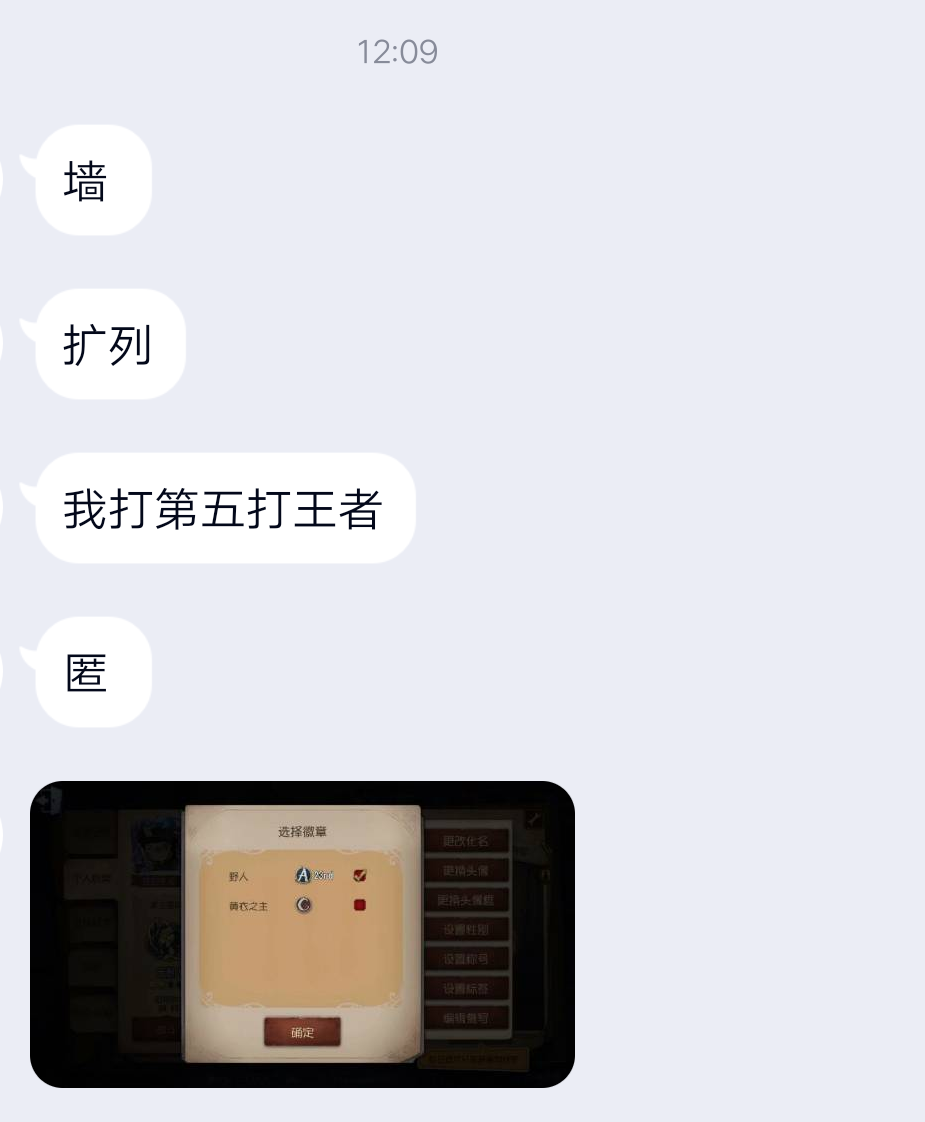 12:09
墙
扩列
我打第五打王者
匿
选择徽章
野人 A 23rd
黄衣之主 C
确定
更改化名
更换头像
更换头像框
设置性别
设置称号
设置标签
编辑签名